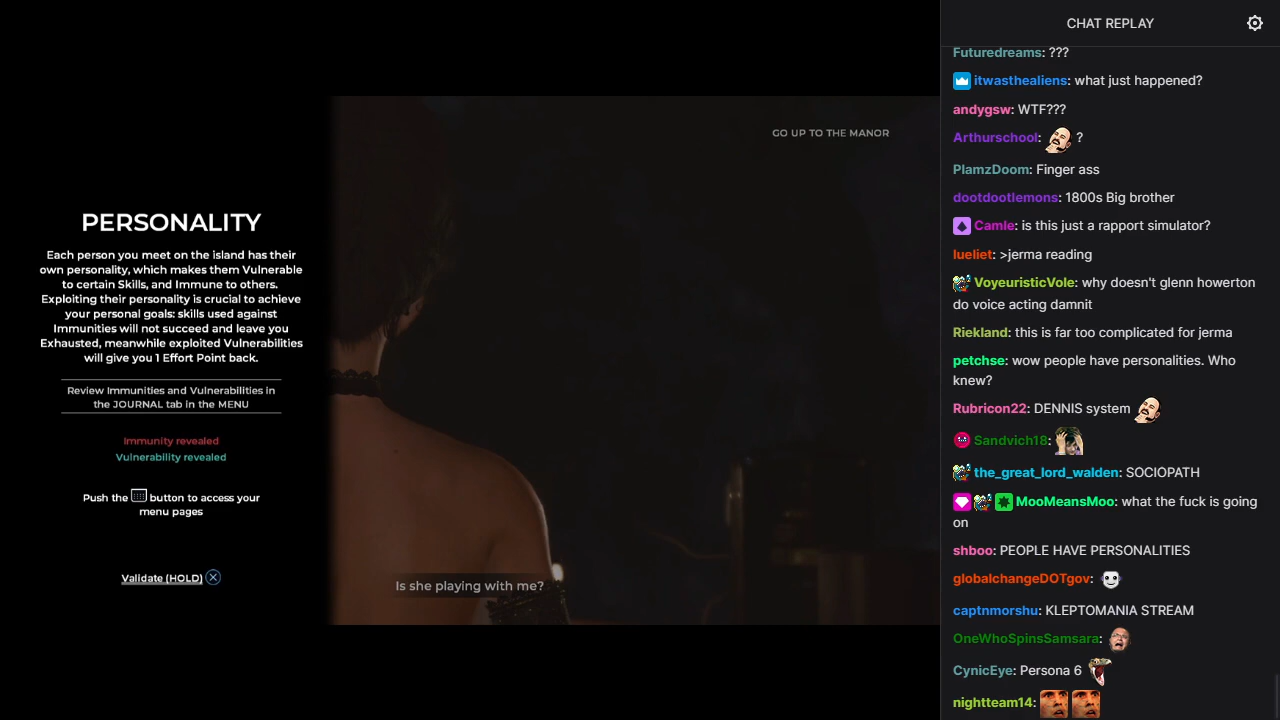 GO UP TO THE MANOR
PERSONALITY
Each person you meet on the island has their
own personality, which makes them Vulnerable
to certain Skills, and Immune to others.
Exploiting their personality is crucial to achieve
your personal goals: skills used against
Immunities will not succeed and leave you
Exhausted, meanwhile exploited Vulnerabilities
will give you 1 Effort Point back.
Review Immunities and Vulnerabilities in
the JOURNAL tab in the MENU
Immunity revealed
Vulnerability revealed
Push the button to access your
menu pages
Validate (HOLD)
Is she playing with me?
CHAT REPLAY
Futuredreams: ???
itwasthealiens: what just happened?
andygsw: WTF???
Arthurschool: ?
PlamzDoom: Finger ass
dootdootlemons: 1800s Big brother
Camle: is this just a rapport simulator?
lueliet: >jerma reading
VoyeuristicVole: why doesn't glenn howerton
do voice acting damnit
Riekland: this is far too complicated for jerma
petchse: wow people have personalities. Who
knew?
Rubricon22: DENNIS system
Sandvich18:
the_great_lord_walden: SOCIOPATH
MooMeansMoo: what the fuck is going
on
shboo: PEOPLE HAVE PERSONALITIES
globalchangeDOTgov:
captnmorshu: KLEPTOMANIA STREAM
OneWhoSpinsSamsara:
CynicEye: Persona 6
nightteam14: